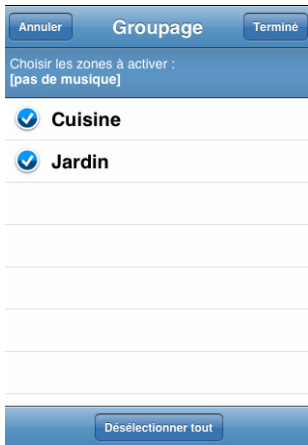 Annuler Groupage Terminé
Choisir les zones à activer :
[pas de musique]
Cuisine
Jardin
Désélectionner tout